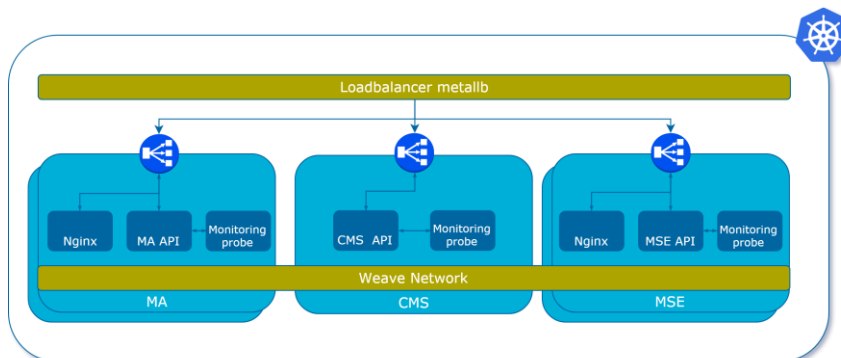 Loadbalancer metallb
Nginx
MA API
Monitoring
probe
CMS API
Monitoring
probe
Nginx
MSE API
Monitoring
probe
Weave Network
MA
CMS
MSE